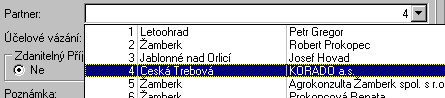 Partner: 4
Účelové vázání:
1 Letoohrad Petr Gregor
2 Žamberk Robert Prokopec
Zdanitelný Příj
3 Jablonné nad Orlicí Josef Hovad
Ne
4 Česká Třebová KORADO a.s.
5 Žamberk Agrokonzulta Žamberk spol. s r.o
Poznámka:
6 Žamberk Prokopcová Renata